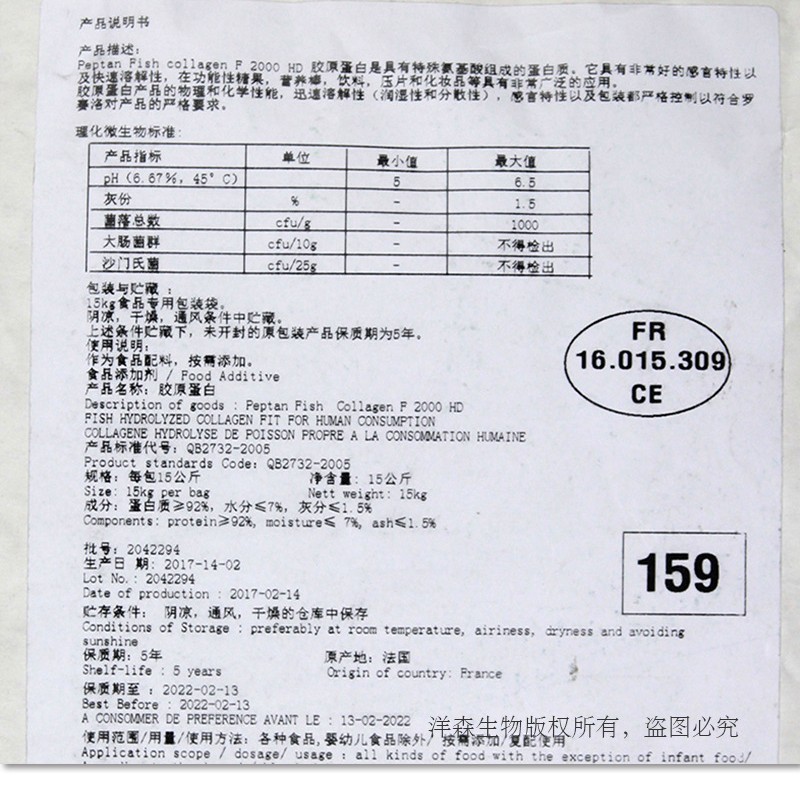 产品说明书
产品描述:
Peptan Fish collagen F 2000 HD 胶原蛋白是具有特殊氨基酸组成的蛋白质。它具有非常好的感官特性以
及快速溶解性，在功能性糖果，营养棒，饮料，压片和化妆品等具有非常广泛的应用。
胶原蛋白产品的物理和化学性能，迅速溶解性（润湿性和分散性），感官特性以及包装都严格控制以符合罗
赛洛对产品的严格要求。
理化微生物标准:
产品指标 单位 最小值 最大值
pH（6.67%, 45° C） 5 6.5
灰份 % - 1.5
菌落总数 cfu/g - 1000
大肠菌群 cfu/10g - 不得检出
沙门氏菌 cfu/25g - 不得检出
包装与贮藏：
15kg食品专用包装袋。
阴凉，干燥，通风条件中贮藏。
上述条件贮藏下，未开封的原包装产品保质期为5年。
使用说明:
作为食品配料，按需添加。
食品添加剂 / Food Additive
产品名称: 胶原蛋白
Description of goods : Peptan Fish Collagen F 2000 HD
FISH HYDROLYZED COLLAGEN FIT FOR HUMAN CONSUMPTION
COLLAGENE HYDROLYSE DE POISSON PROPRE A LA CONSOMMATION HUMAINE
产品标准代号: QB2732-2005
Product standards Code: QB2732-2005
规格: 每包15公斤 净含量: 15公斤
Size: 15kg per bag Nett weight: 15kg
成分: 蛋白质≥92%, 水分≤7%, 灰分≤1.5%
Components: protein≥92%, moisture≤ 7%, ash≤1.5%
FR
16.015.309
CE
批号: 2042294
生产日 期: 2017-14-02
Lot No.: 2042294
Date of production : 2017-02-14
159
贮存条件: 阴凉，通风，干燥的仓库中保存
Conditions of Storage : preferably at room temperature, airiness, dryness and avoiding
sunshine
保质期: 5年 原产地: 法国
Shelf-life : 5 years Origin of country: France
保质期至 : 2022-02-13
Best Before : 2022-02-13
A CONSOMMER DE PREFERENCE AVANT LE : 13-02-2022
洋森生物版权所有，盗图必究
使用范围/用量/使用方法: 各种食品,婴幼儿食品除外/ 按需添加/复配使用
Application scope / dosage/ usage : all kinds of food with the exception of infant food/